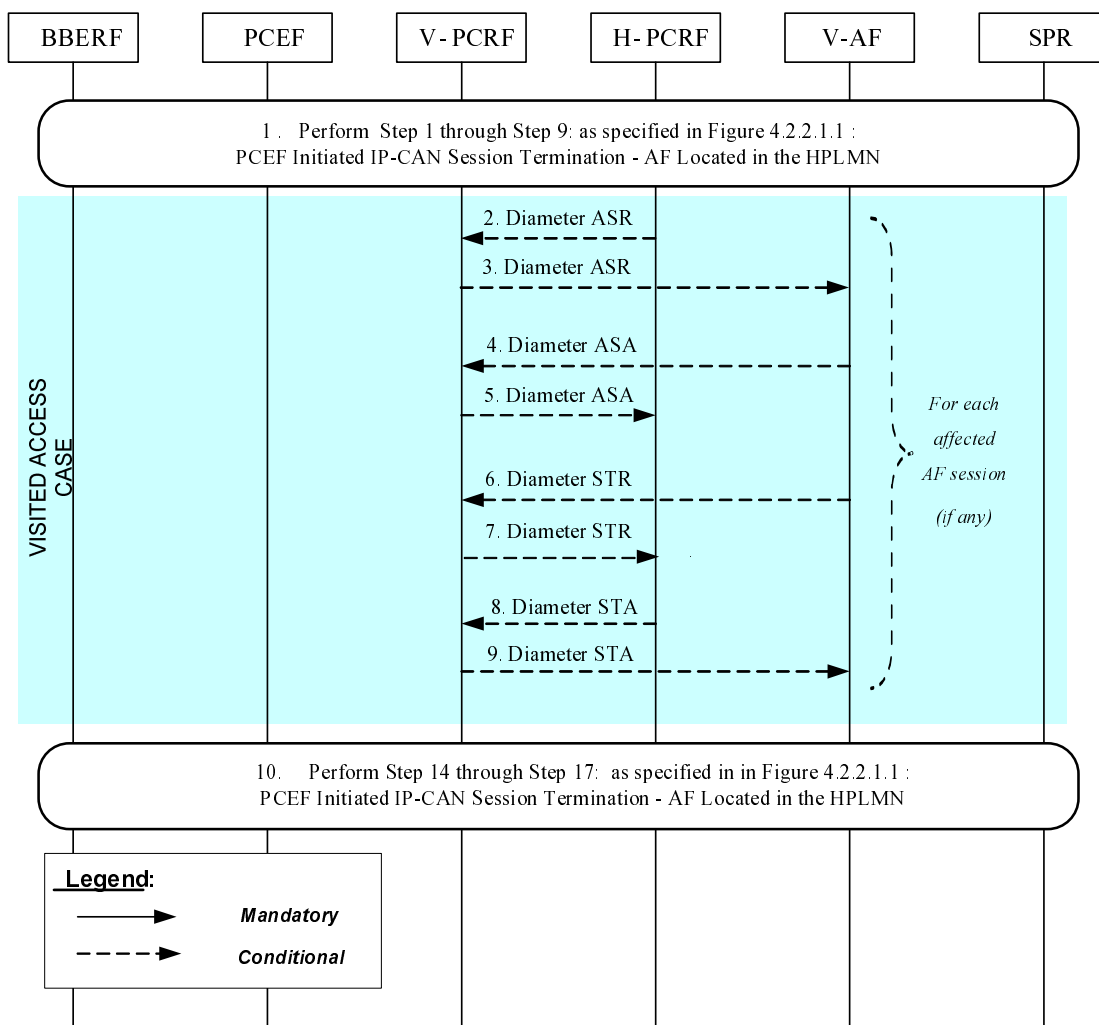 BBERF
PCEF
V-PCRF
H-PCRF
V-AF
SPR
1. Perform Step 1 through Step 9: as specified in Figure 4.2.2.1.1 :
PCEF Initiated IP-CAN Session Termination - AF Located in the HPLMN
VISITED ACCESS
CASE
2. Diameter ASR
3. Diameter ASR
4. Diameter ASA
5. Diameter ASA
6. Diameter STR
7. Diameter STR
8. Diameter STA
9. Diameter STA
For each
affected
AF session
(if any)
10. Perform Step 14 through Step 17: as specified in in Figure 4.2.2.1.1 :
PCEF Initiated IP-CAN Session Termination - AF Located in the HPLMN
Legend:
Mandatory
Conditional